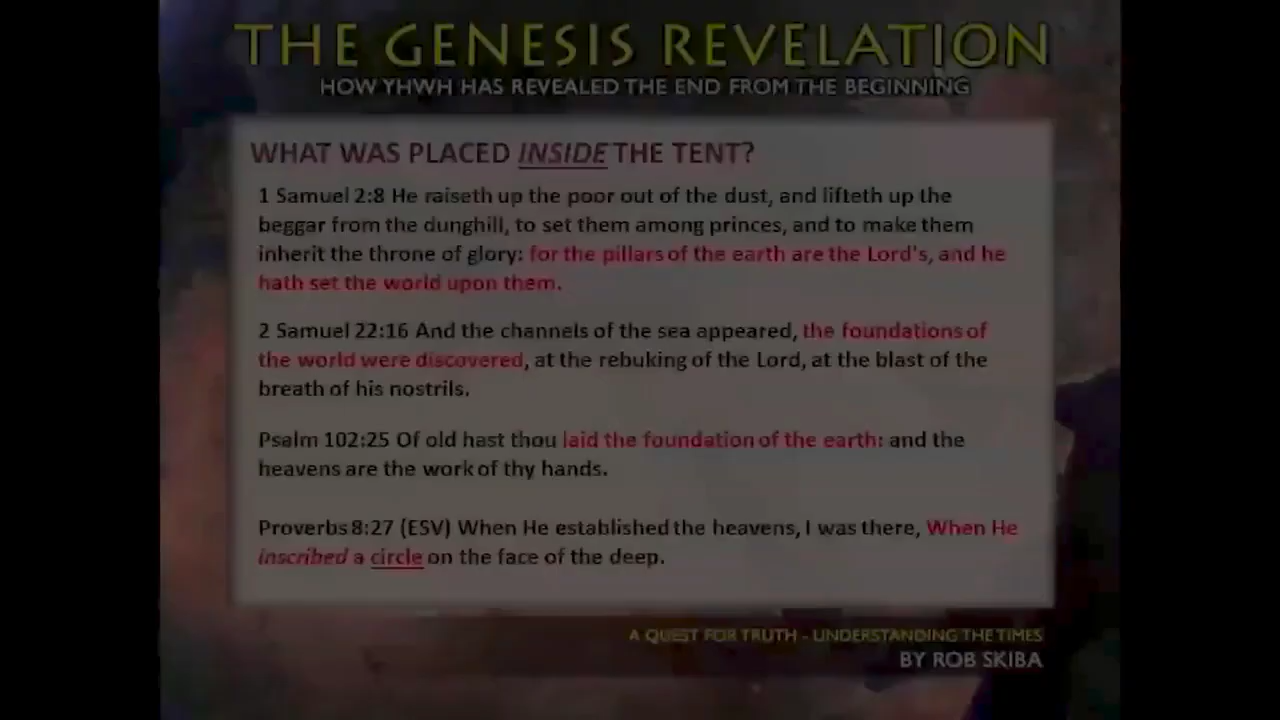 THE GENESIS REVELATION
HOW YHWH HAS REVEALED THE END FROM THE BEGINNING
WHAT WAS PLACED INSIDE THE TENT?
1 Samuel 2:8 He raiseth up the poor out of the dust, and lifteth up the
beggar from the dunghill, to set them among princes, and to make them
inherit the throne of glory: for the pillars of the earth are the Lord's, and he
hath set the world upon them.
2 Samuel 22:16 And the channels of the sea appeared, the foundations of
the world were discovered, at the rebuking of the Lord, at the blast of the
breath of his nostrils.
Psalm 102:25 Of old hast thou laid the foundation of the earth: and the
heavens are the work of thy hands.
Proverbs 8:27 (ESV) When He established the heavens, I was there, When He
inscribed a circle on the face of the deep.
A QUEST FOR TRUTH - UNDERSTANDING THE TIMES
BY ROB SKIBA